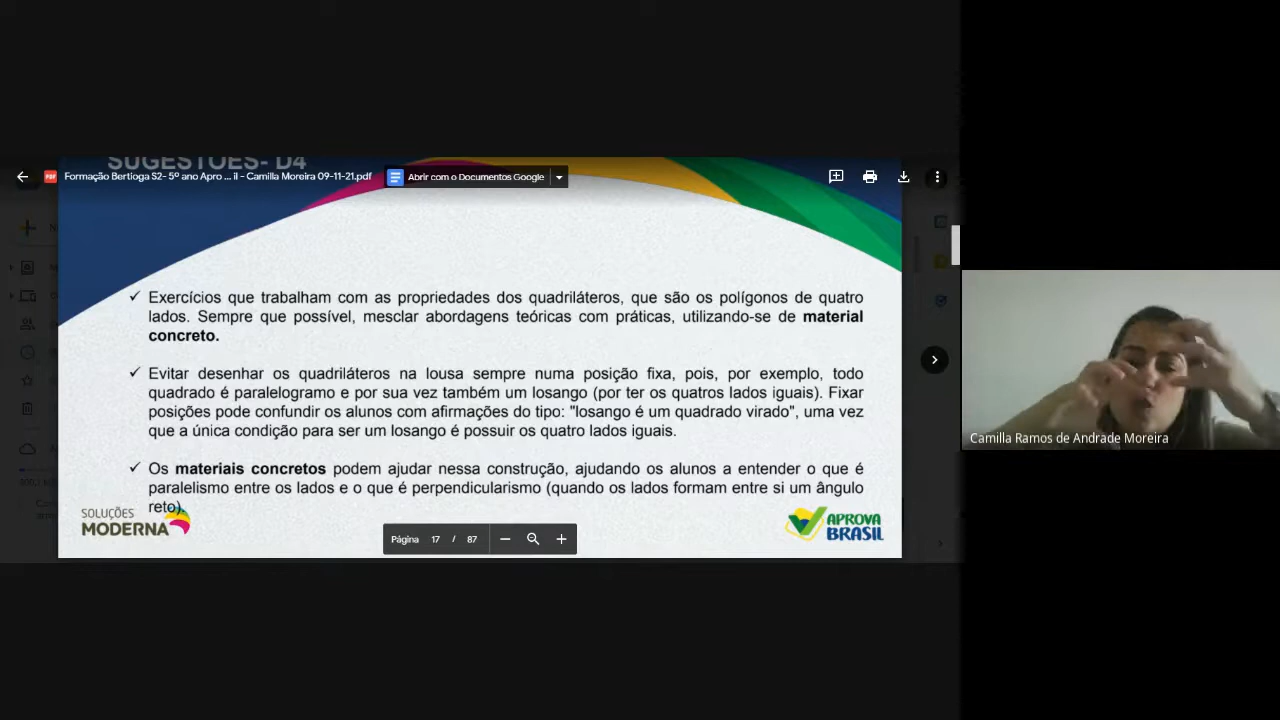 SUGESTÕES- D4
Formação Bertioga S2- 5º ano Apro ... il - Camilla Moreira 09-11-21.pdf
Abrir com o Documentos Google
✓ Exercícios que trabalham com as propriedades dos quadriláteros, que são os polígonos de quatro
lados. Sempre que possível, mesclar abordagens teóricas com práticas, utilizando-se de material
concreto.
✓ Evitar desenhar os quadriláteros na lousa sempre numa posição fixa, pois, por exemplo, todo
quadrado é paralelogramo e por sua vez também um losango (por ter os quatros lados iguais). Fixar
posições pode confundir os alunos com afirmações do tipo: "losango é um quadrado virado", uma vez
que a única condição para ser um losango é possuir os quatro lados iguais.
✓ Os materiais concretos podem ajudar nessa construção, ajudando os alunos a entender o que é
paralelismo entre os lados e o que é perpendicularismo (quando os lados formam entre si um ângulo
reto).
SOLUÇÕES
MODERNA
APROVA
BRASIL
Página 17 / 87
Camilla Ramos de Andrade Moreira